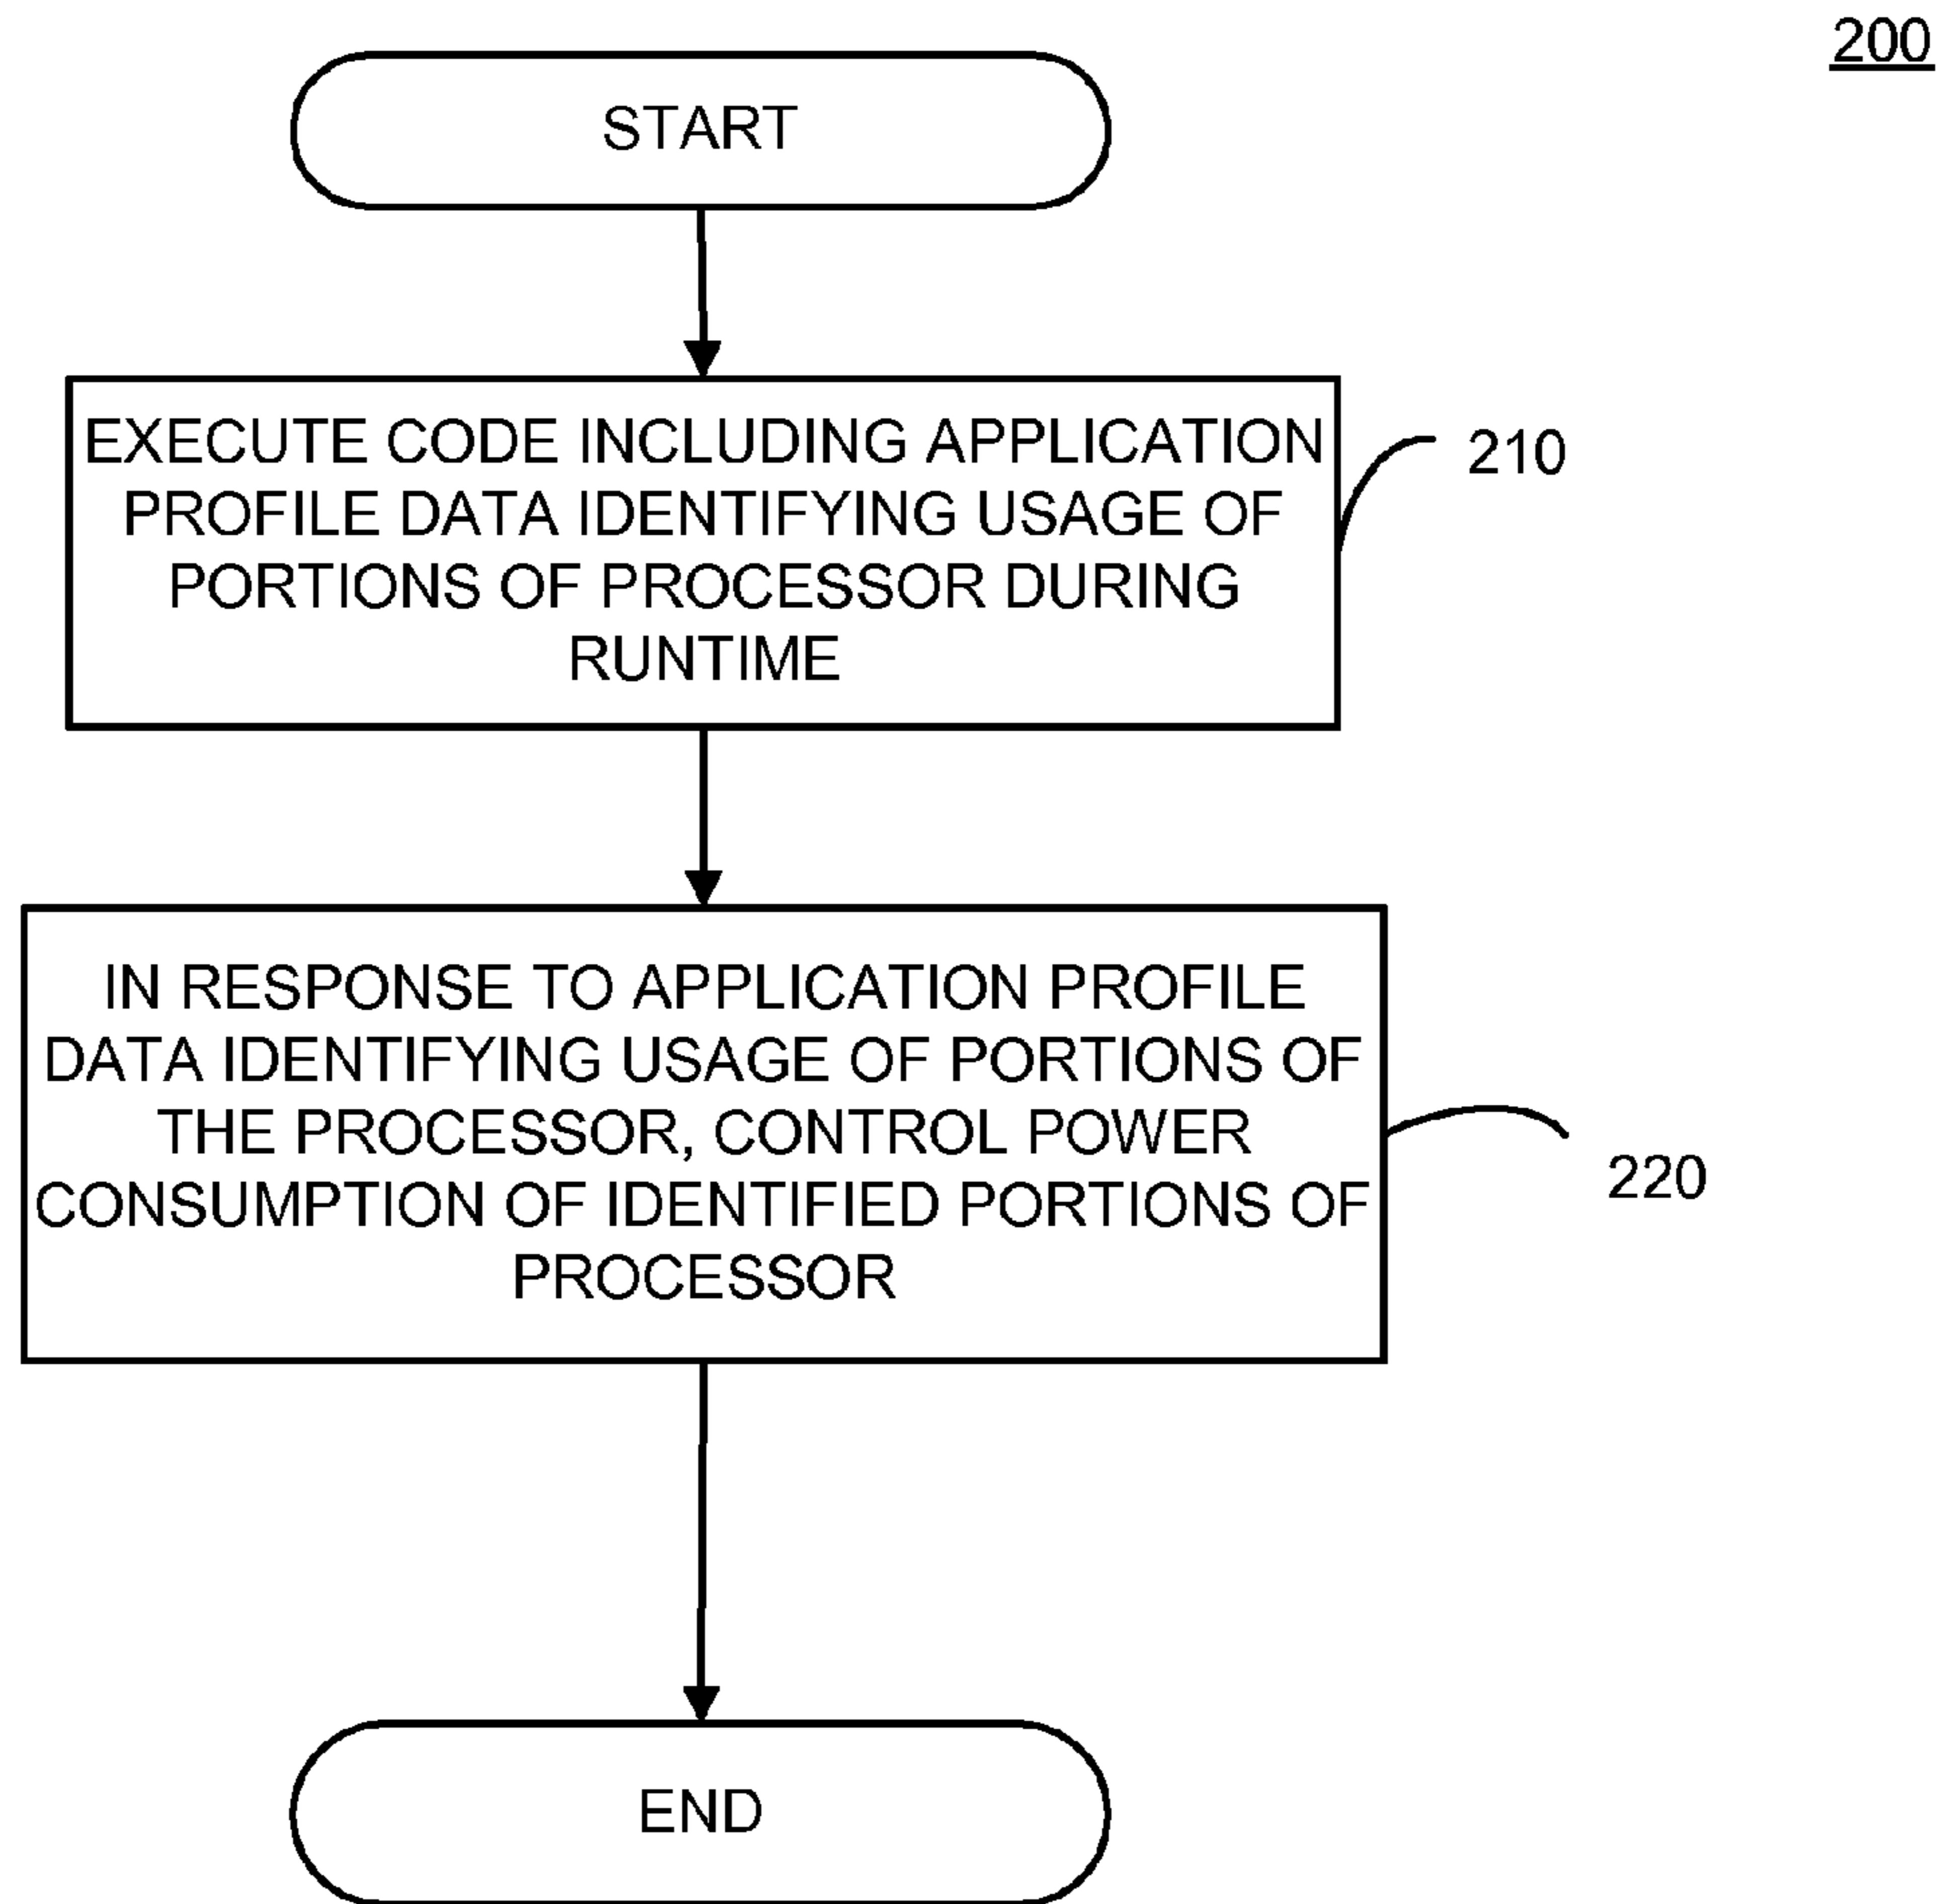 200
START
EXECUTE CODE INCLUDING APPLICATION
PROFILE DATA IDENTIFYING USAGE OF
PORTIONS OF PROCESSOR DURING
RUNTIME
210
IN RESPONSE TO APPLICATION PROFILE
DATA IDENTIFYING USAGE OF PORTIONS OF
THE PROCESSOR, CONTROL POWER
CONSUMPTION OF IDENTIFIED PORTIONS OF
PROCESSOR
220
END